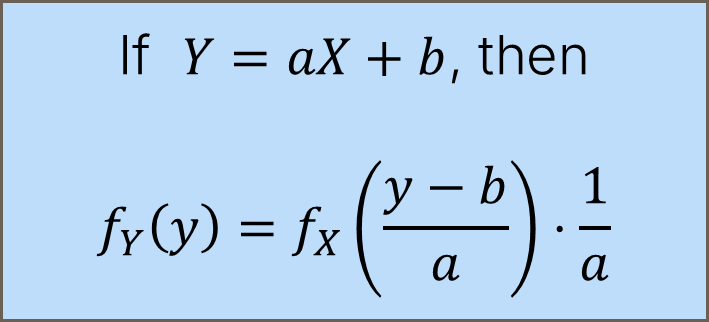 If Y = aX + b, then
f_Y(y) = f_X((y − b)/a) · 1/a